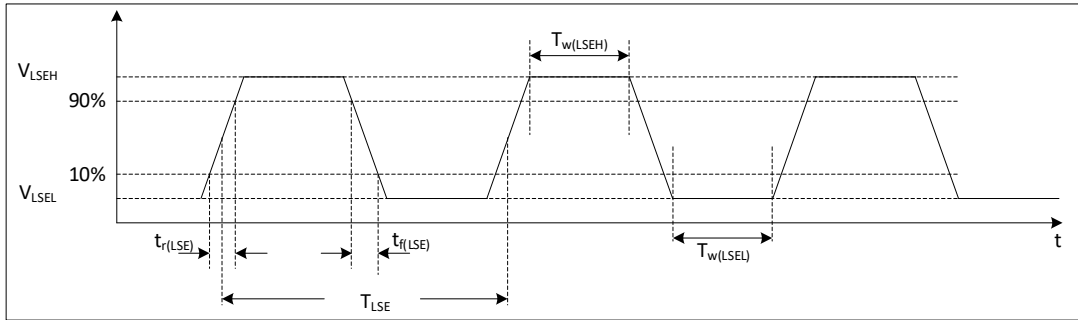 T_w(LSEH)
V_LSEH
90%
10%
V_LSEL
t_r(LSE)
t_f(LSE)
T_w(LSEL)
t
T_LSE